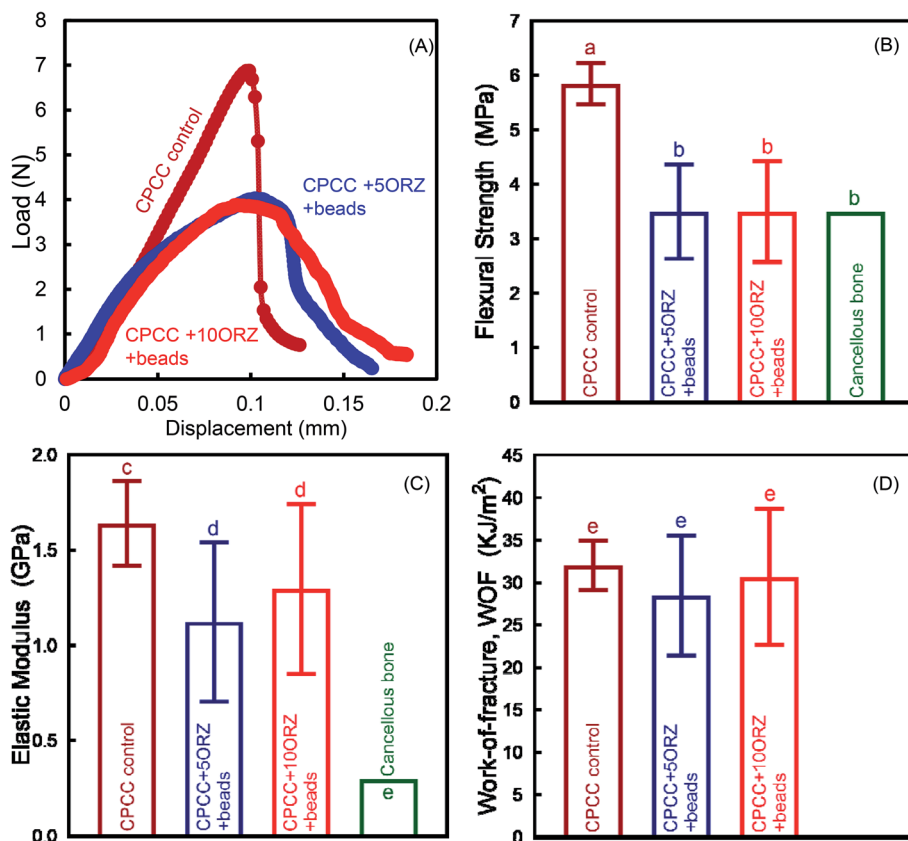 (A)
Load (N)
8
7
6
5
4
3
2
1
0
CPCC control
CPCC +5ORZ
+beads
CPCC +10ORZ
+beads
0
0.05
0.1
0.15
0.2
Displacement (mm)
(B)
Flexural Strength (MPa)
7
6
5
4
3
2
1
0
a
b
b
b
CPCC control
CPCC+5ORZ
+beads
CPCC+10ORZ
+beads
Cancellous bone
(C)
Elastic Modulus (GPa)
2.0
1.5
1.0
0.5
0.0
c
d
d
e
CPCC control
CPCC+5ORZ
+beads
CPCC+10ORZ
+beads
Cancellous bone
(D)
Work-of-fracture, WOF (KJ/m²)
45
40
35
30
25
20
15
10
5
0
e
e
e
CPCC control
CPCC+5ORZ
+beads
CPCC+10ORZ
+beads